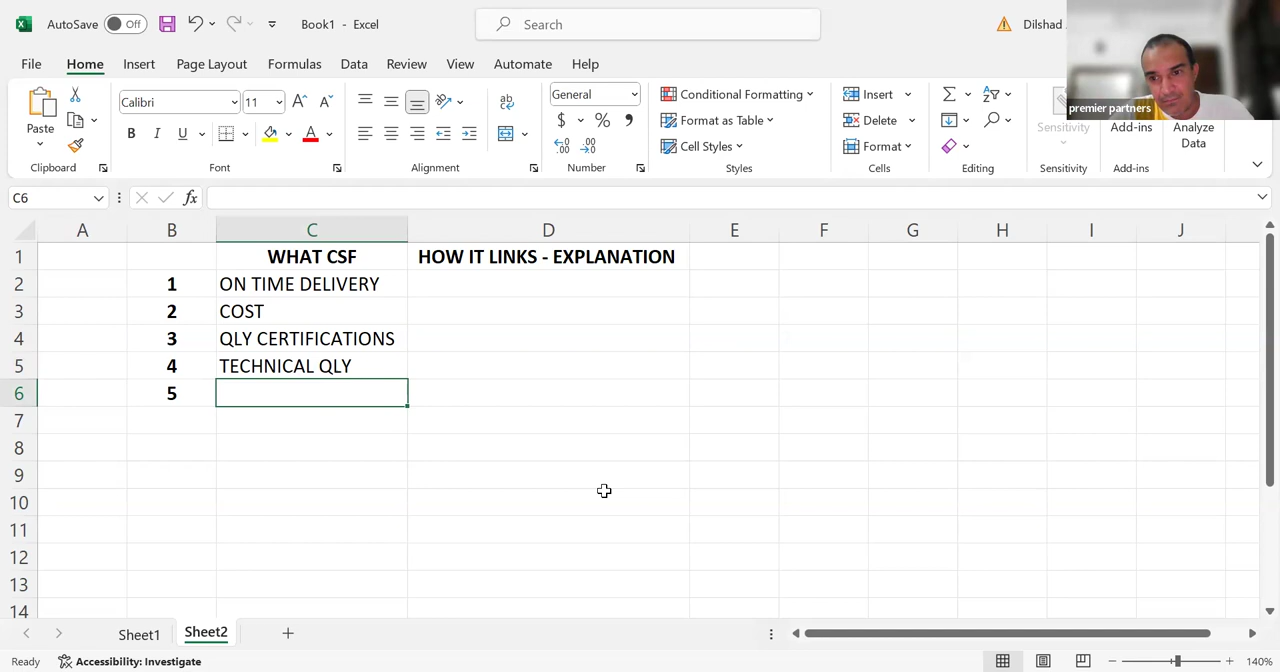 AutoSave Off Book1 - Excel Search Dilshad
premier partners
File Home Insert Page Layout Formulas Data Review View Automate Help
Paste
Clipboard
Calibri 11
B I U
Font
Alignment
General
Number
Conditional Formatting
Format as Table
Cell Styles
Styles
Insert
Delete
Format
Cells
Editing
Sensitivity
Sensitivity
Add-ins
Add-ins
Analyze
Data
C6 fx
A B C D E F G H I J
1 WHAT CSF HOW IT LINKS - EXPLANATION
2 1 ON TIME DELIVERY
3 2 COST
4 3 QLY CERTIFICATIONS
5 4 TECHNICAL QLY
6 5
7
8
9
10
11
12
13
14
Sheet1 Sheet2
Ready Accessibility: Investigate 140%